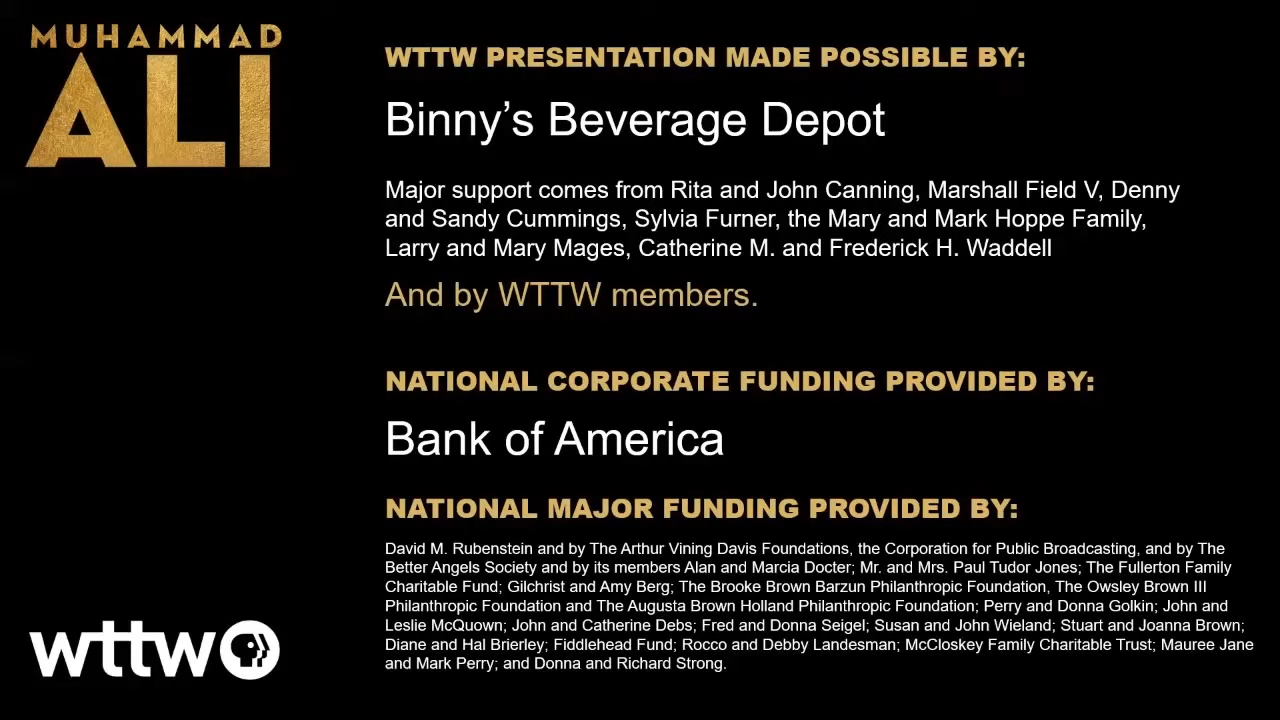 MUHAMMAD
ALI
WTTW PRESENTATION MADE POSSIBLE BY:
Binny’s Beverage Depot
Major support comes from Rita and John Canning, Marshall Field V, Denny
and Sandy Cummings, Sylvia Furner, the Mary and Mark Hoppe Family,
Larry and Mary Mages, Catherine M. and Frederick H. Waddell
And by WTTW members.
NATIONAL CORPORATE FUNDING PROVIDED BY:
Bank of America
NATIONAL MAJOR FUNDING PROVIDED BY:
David M. Rubenstein and by The Arthur Vining Davis Foundations, the Corporation for Public Broadcasting, and by The
Better Angels Society and by its members Alan and Marcia Docter; Mr. and Mrs. Paul Tudor Jones; The Fullerton Family
Charitable Fund; Gilchrist and Amy Berg; The Brooke Brown Barzun Philanthropic Foundation, The Owsley Brown III
Philanthropic Foundation and The Augusta Brown Holland Philanthropic Foundation; Perry and Donna Golkin; John and
Leslie McQuown; John and Catherine Debs; Fred and Donna Seigel; Susan and John Wieland; Stuart and Joanna Brown;
Diane and Hal Brierley; Fiddlehead Fund; Rocco and Debby Landesman; McCloskey Family Charitable Trust; Mauree Jane
and Mark Perry; and Donna and Richard Strong.
wttw